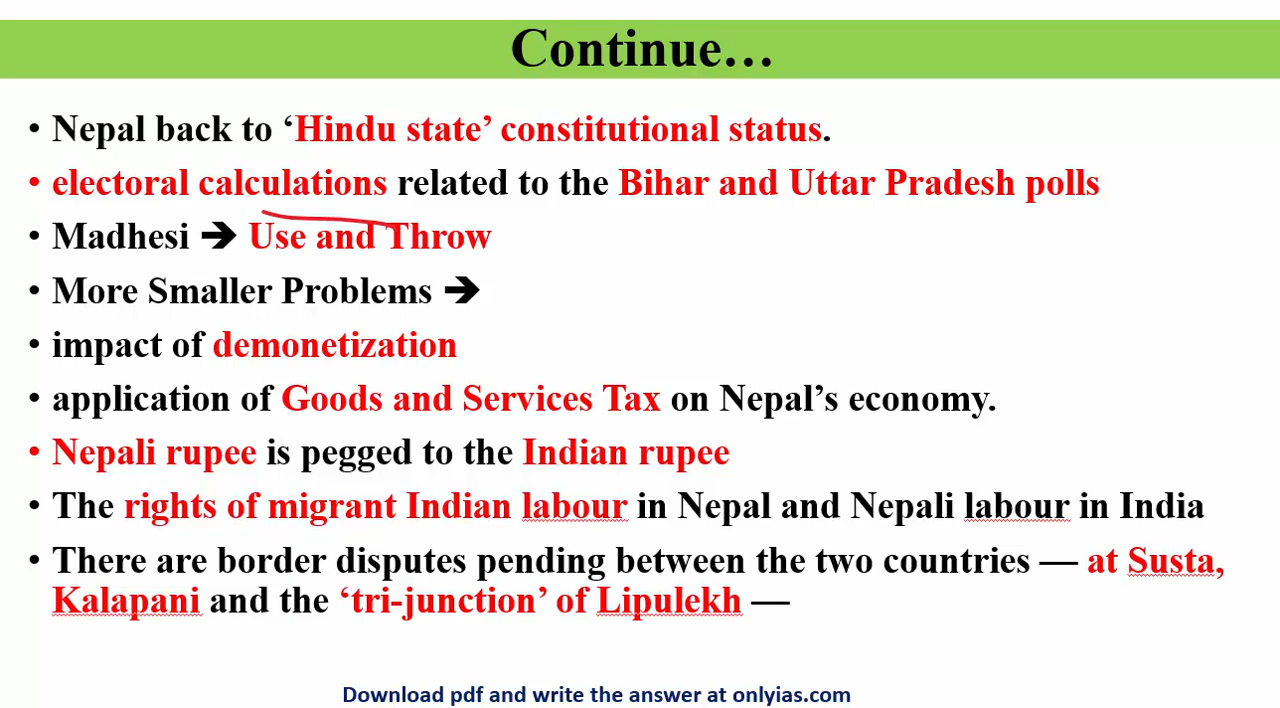 Continue…
• Nepal back to ‘Hindu state’ constitutional status.
• electoral calculations related to the Bihar and Uttar Pradesh polls
• Madhesi ➔ Use and Throw
• More Smaller Problems ➔
• impact of demonetization
• application of Goods and Services Tax on Nepal’s economy.
• Nepali rupee is pegged to the Indian rupee
• The rights of migrant Indian labour in Nepal and Nepali labour in India
• There are border disputes pending between the two countries — at Susta,
Kalapani and the ‘tri-junction’ of Lipulekh —
Download pdf and write the answer at onlyias.com